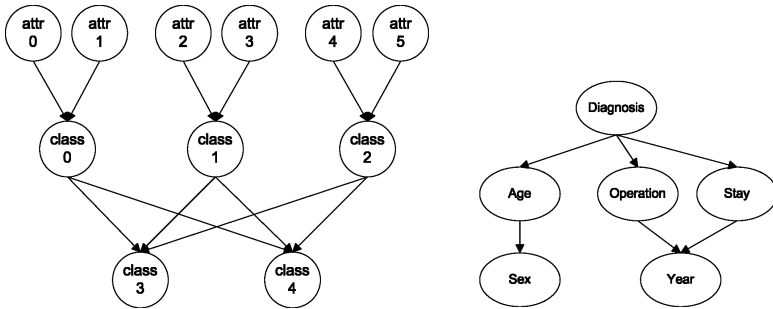 attr
0
attr
1
attr
2
attr
3
attr
4
attr
5
class
0
class
1
class
2
class
3
class
4
Diagnosis
Age
Operation
Stay
Sex
Year